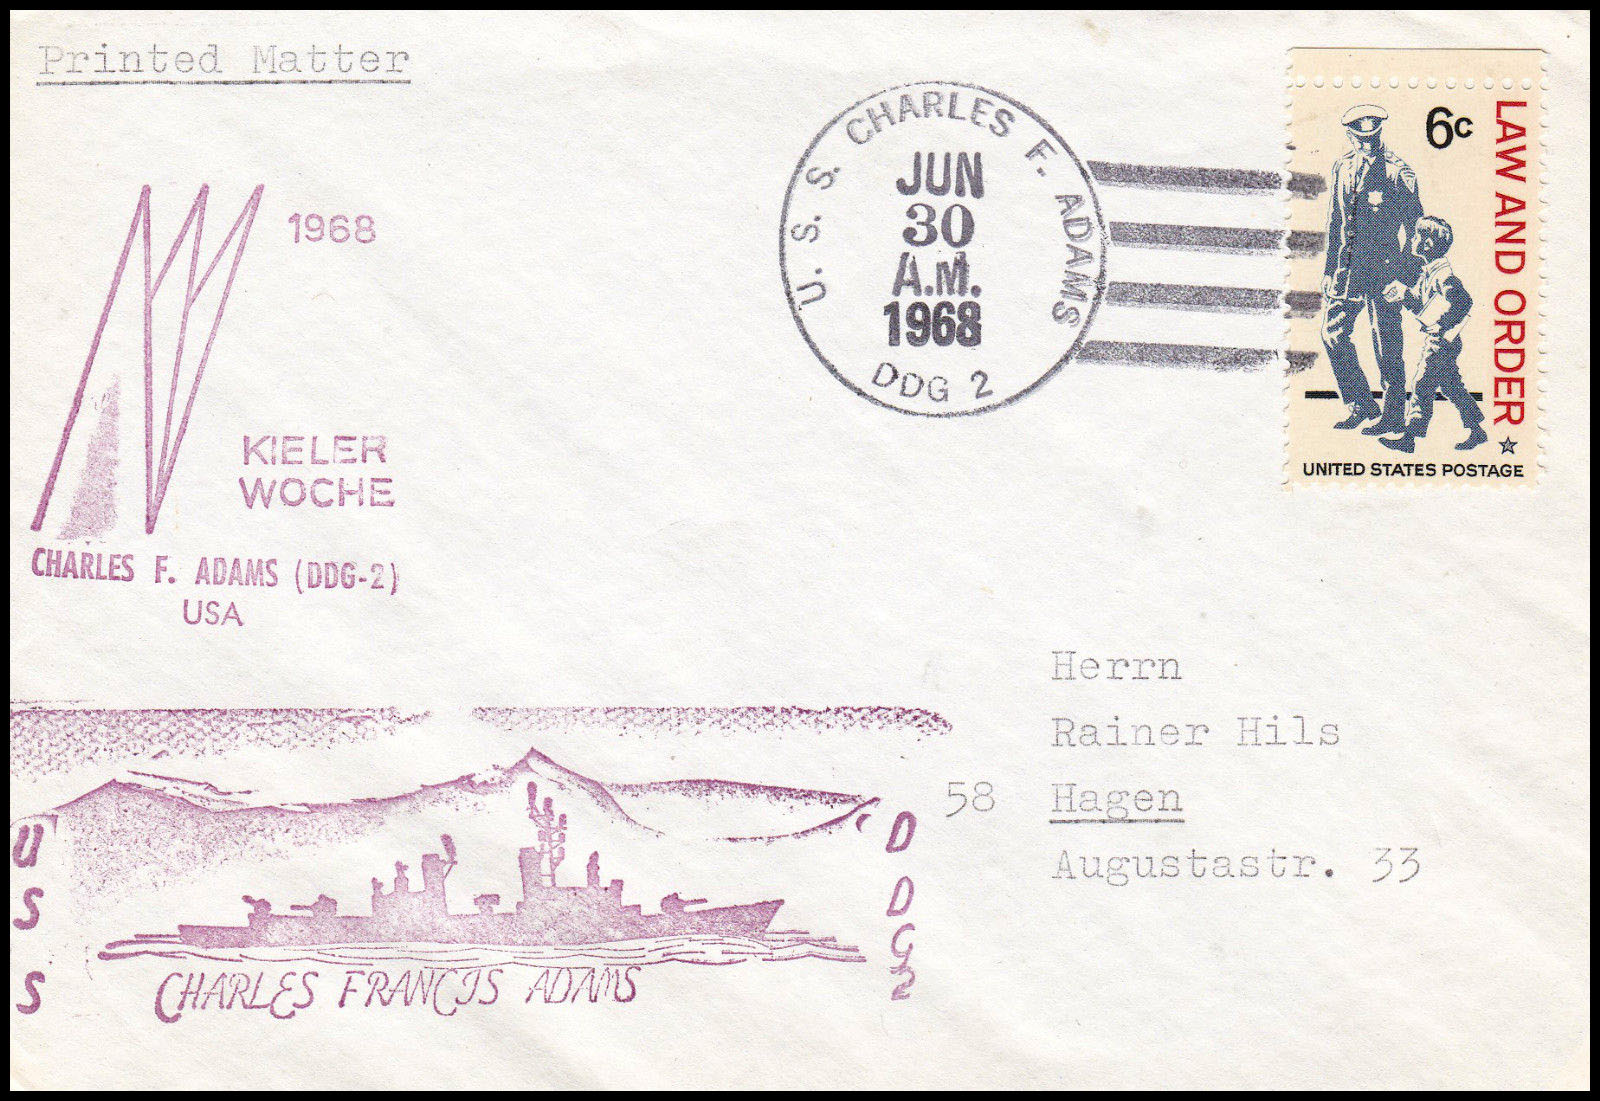 Printed Matter
1968
KIELER
WOCHE
CHARLES F. ADAMS (DDG-2)
USA
U. S. S. CHARLES F. ADAMS
JUN
30
A.M.
1968
DDG 2
6c
LAW AND ORDER
UNITED STATES POSTAGE
Herrn
Rainer Hils
58 Hagen
Augustastr. 33
USS
DDG2
CHARLES FRANCIS ADAMS